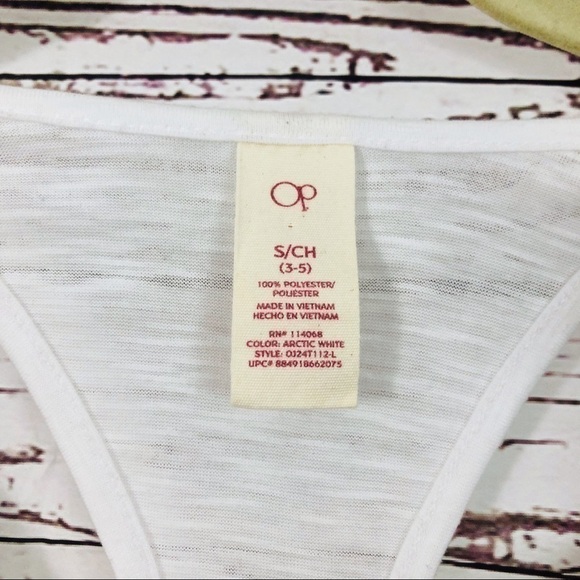 Op
S/CH
(3-5)
100% POLYESTER/
POLIÉSTER
MADE IN VIETNAM
HECHO EN VIETNAM
RN# 114068
COLOR: ARCTIC WHITE
STYLE: OJ24T112-L
UPC# 884918662075